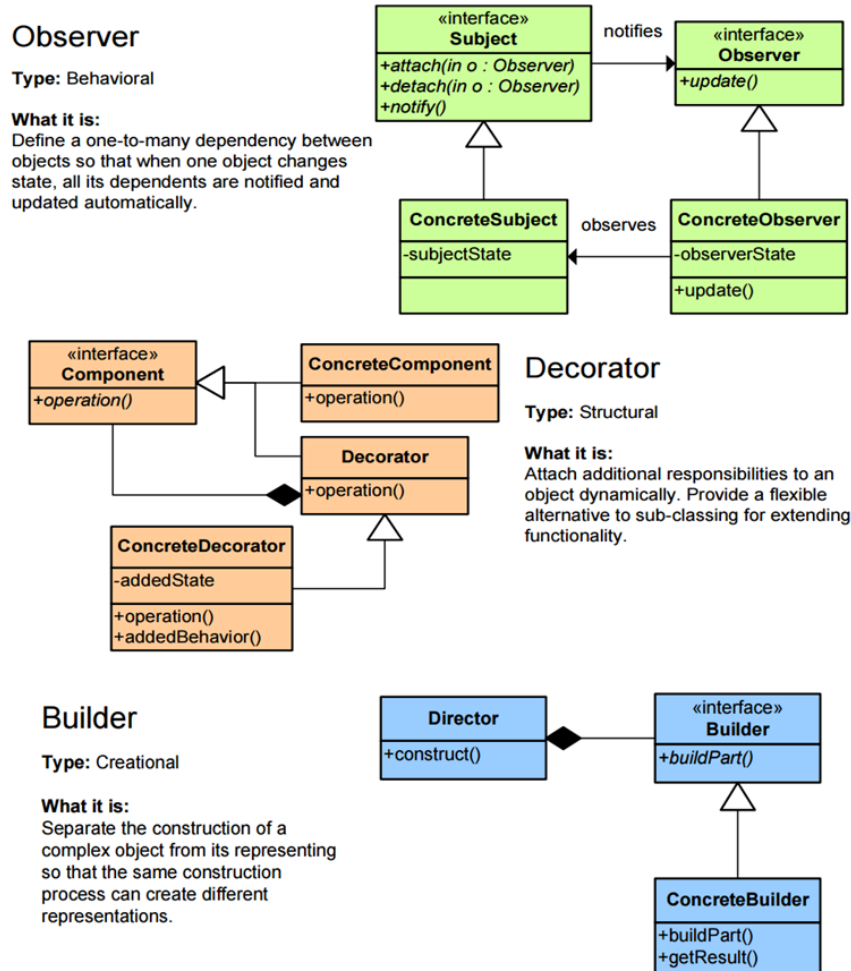 Observer
Type: Behavioral
What it is:
Define a one-to-many dependency between
objects so that when one object changes
state, all its dependents are notified and
updated automatically.
«interface»
Subject
+attach(in o : Observer)
+detach(in o : Observer)
+notify()
notifies
«interface»
Observer
+update()
ConcreteSubject
-subjectState
observes
ConcreteObserver
-observerState
+update()
«interface»
Component
+operation()
ConcreteComponent
+operation()
Decorator
+operation()
ConcreteDecorator
-addedState
+operation()
+addedBehavior()
Decorator
Type: Structural
What it is:
Attach additional responsibilities to an
object dynamically. Provide a flexible
alternative to sub-classing for extending
functionality.
Builder
Type: Creational
What it is:
Separate the construction of a
complex object from its representing
so that the same construction
process can create different
representations.
Director
+construct()
«interface»
Builder
+buildPart()
ConcreteBuilder
+buildPart()
+getResult()